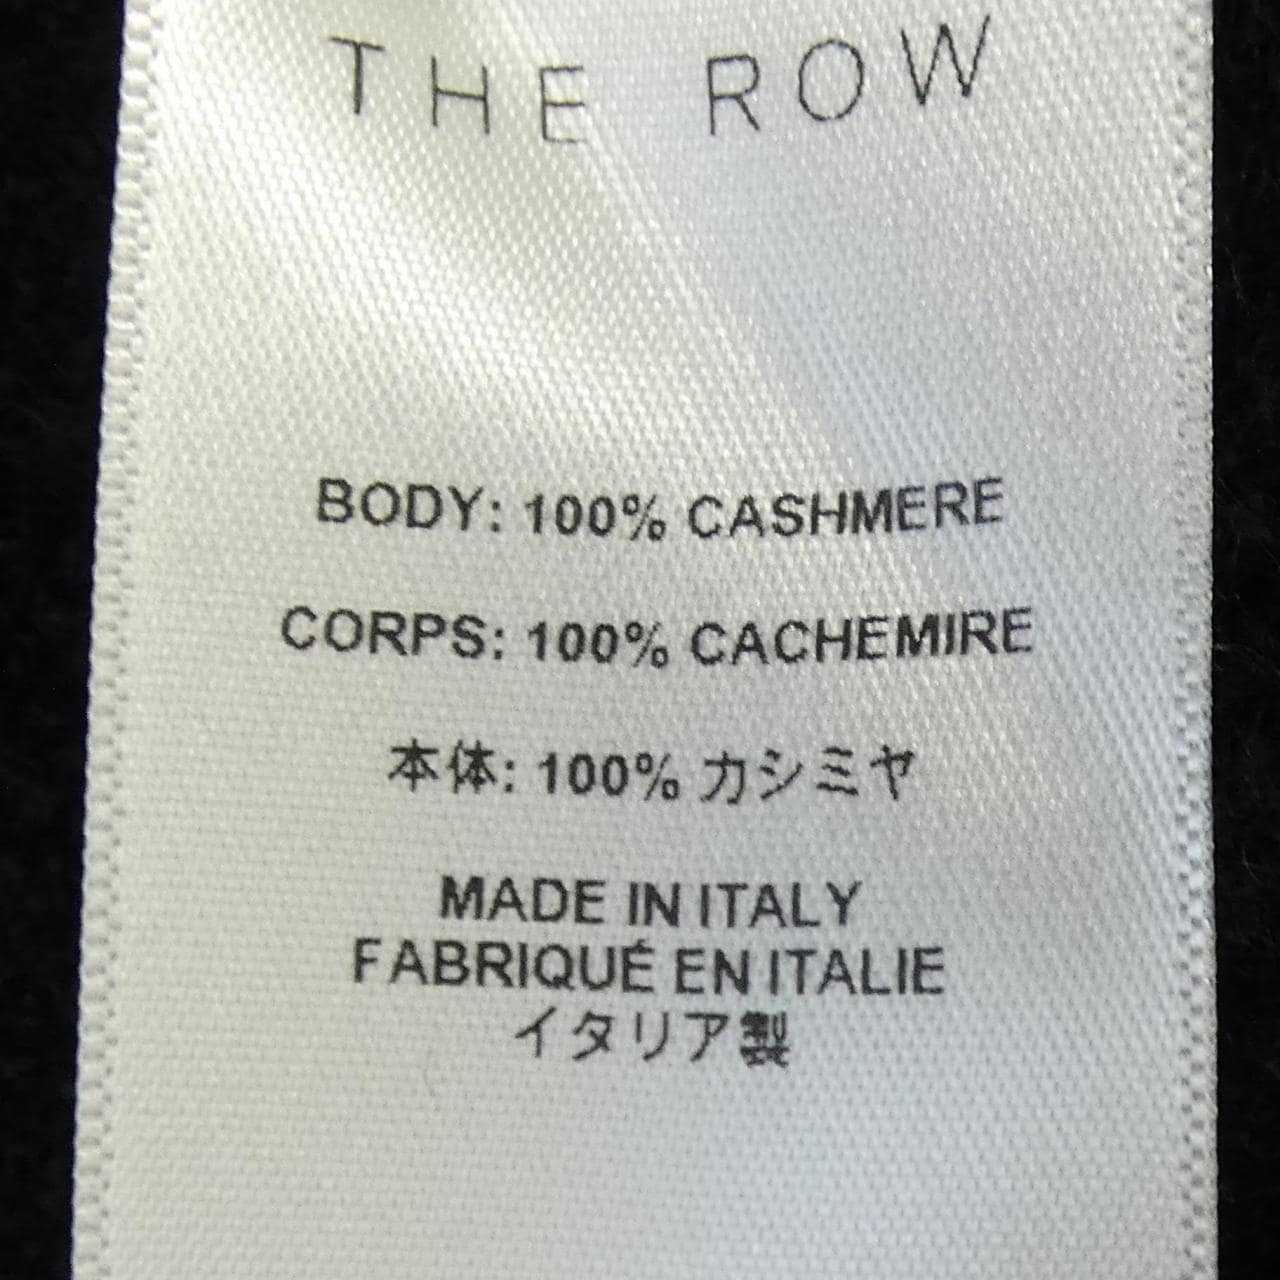 THE ROW
BODY: 100% CASHMERE
CORPS: 100% CACHEMIRE
本体: 100% カシミヤ
MADE IN ITALY
FABRIQUÉ EN ITALIE
イタリア製